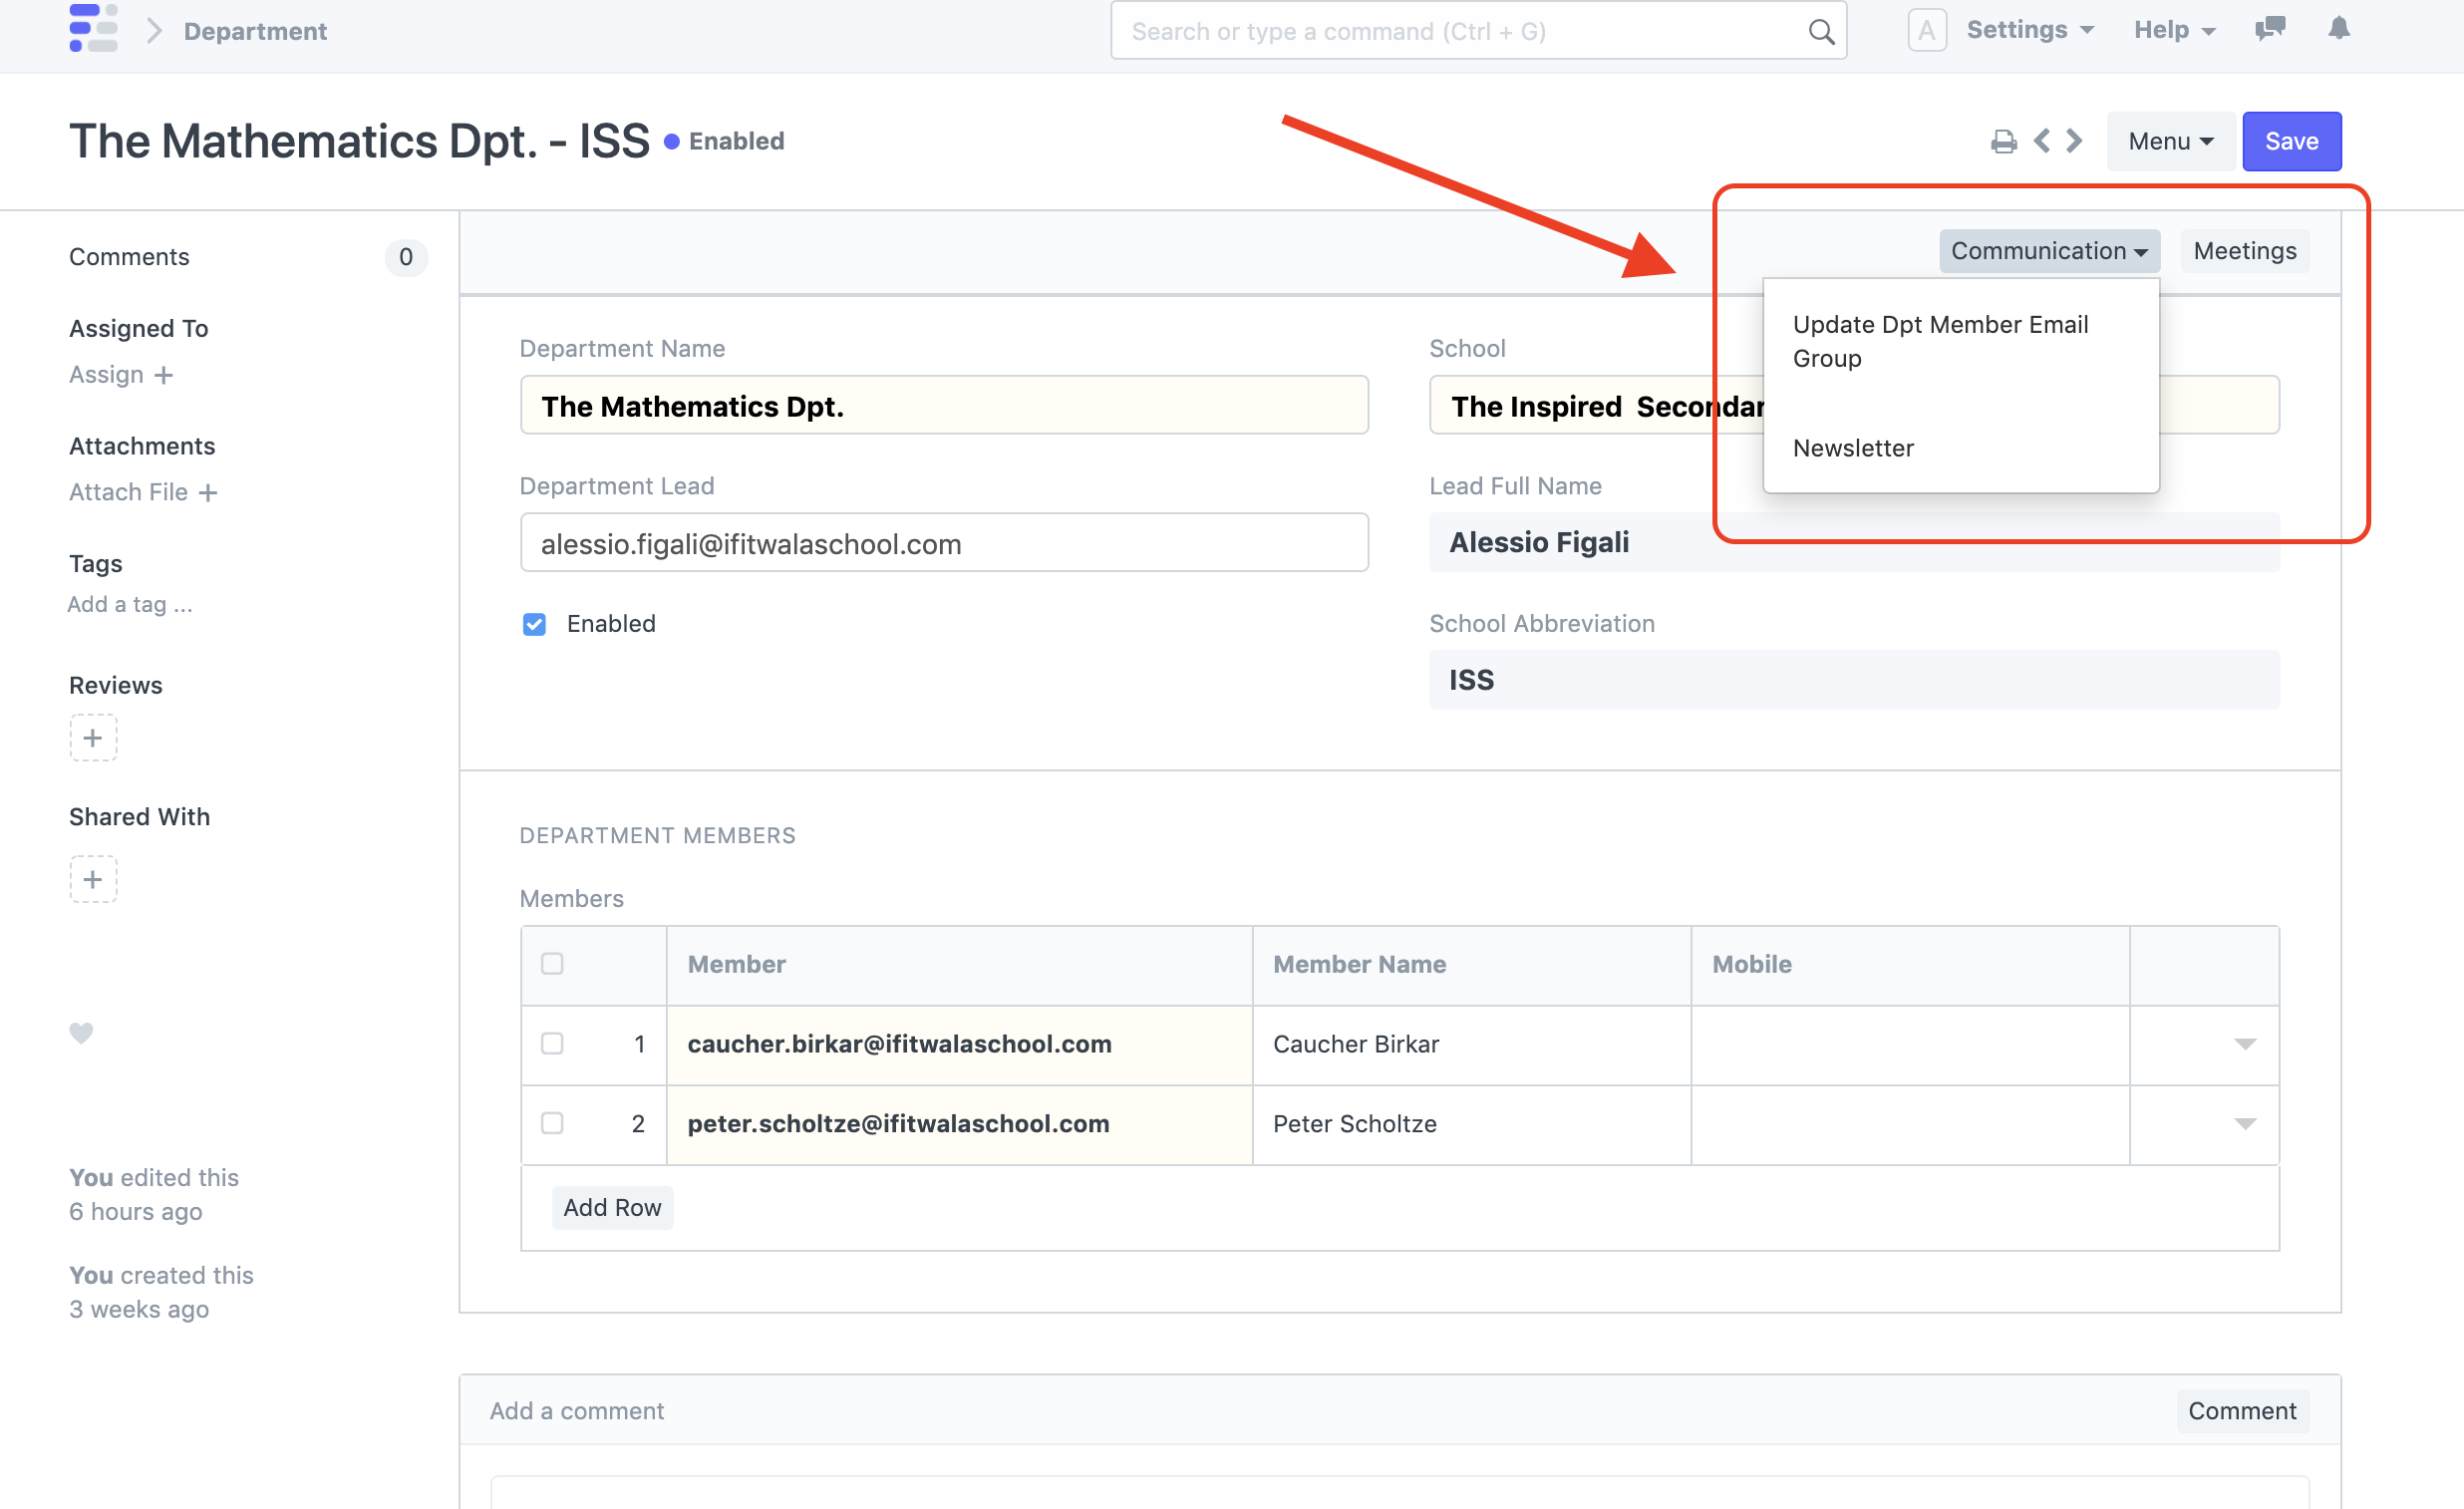 Department
Search or type a command (Ctrl + G)
A
Settings
Help
The Mathematics Dpt. - ISS
Enabled
Menu
Save
Comments
0
Assigned To
Assign +
Attachments
Attach File +
Tags
Add a tag ...
Reviews
+
Shared With
+
You edited this
6 hours ago
You created this
3 weeks ago
Communication
Meetings
Update Dpt Member Email
Group
Newsletter
Department Name
The Mathematics Dpt.
School
The Inspired  Secondar
Department Lead
alessio.figali@ifitwalaschool.com
Lead Full Name
Alessio Figali
Enabled
School Abbreviation
ISS
DEPARTMENT MEMBERS
Members
Member
Member Name
Mobile
1 caucher.birkar@ifitwalaschool.com Caucher Birkar
2 peter.scholtze@ifitwalaschool.com Peter Scholtze
Add Row
Add a comment
Comment